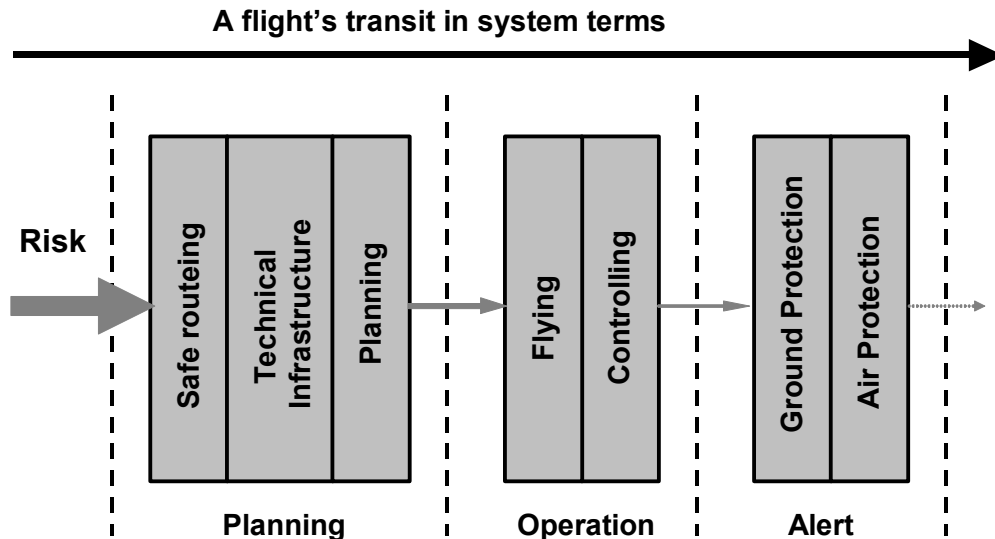 A flight's transit in system terms
Risk
Safe routeing
Technical
Infrastructure
Planning
Flying
Controlling
Ground Protection
Air Protection
Planning
Operation
Alert